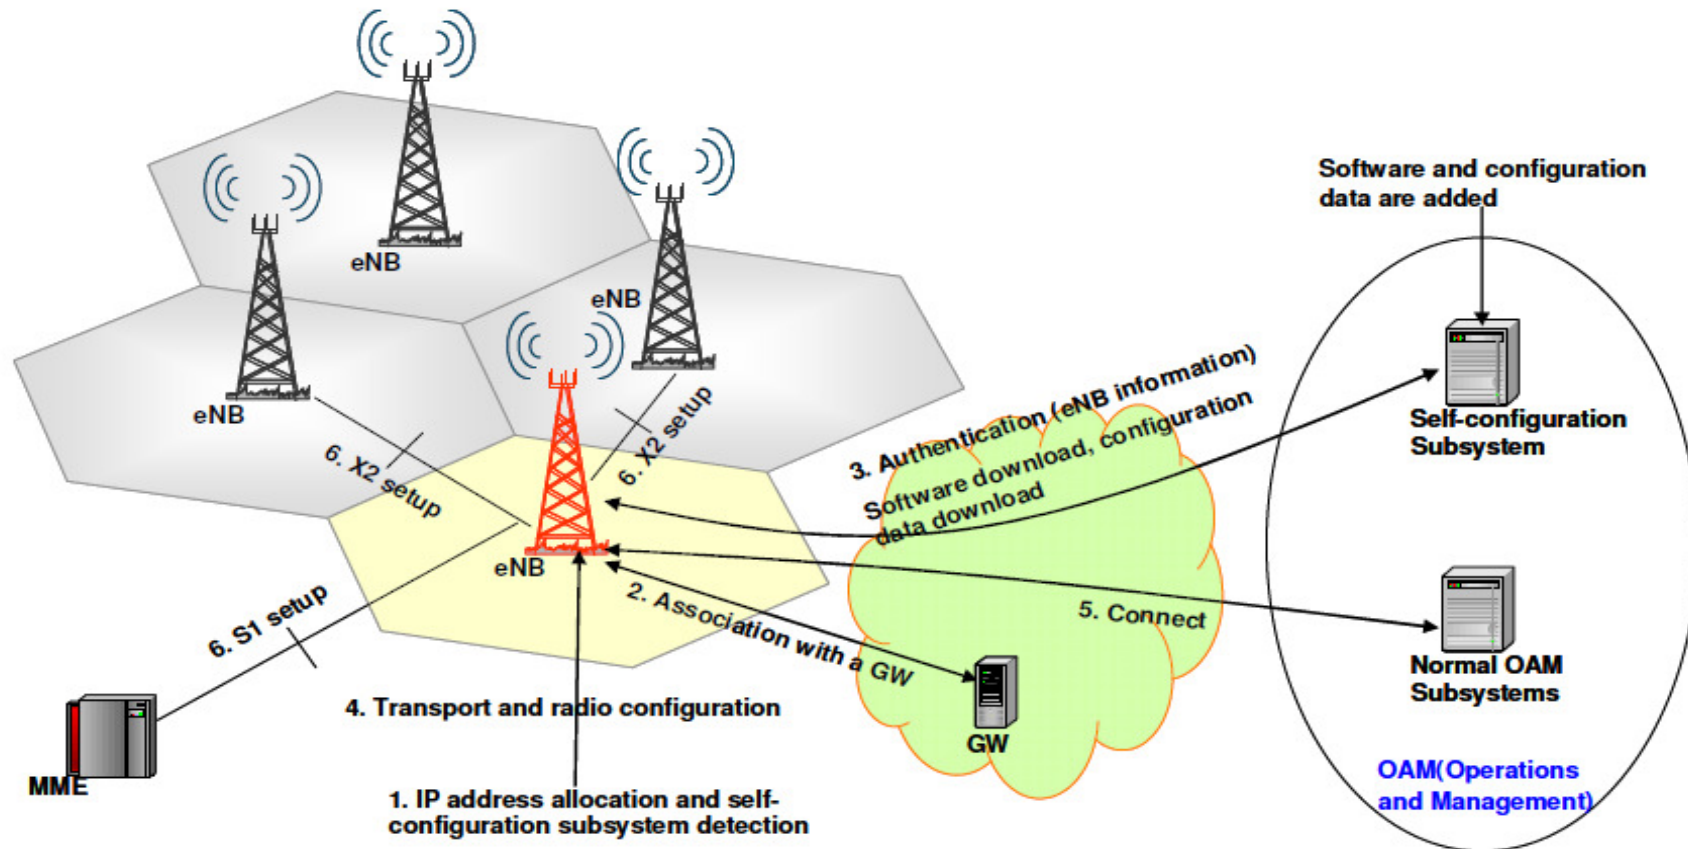 Software and configuration
data are added
eNB
eNB
eNB
6. X2 setup
6. X2 setup
3. Authentication (eNB information)
Software download, configuration
data download
Self-configuration
Subsystem
eNB
2. Association with a GW
5. Connect
6. S1 setup
Normal OAM
Subsystems
4. Transport and radio configuration
GW
MME
OAM(Operations
and Management)
1. IP address allocation and self-
configuration subsystem detection